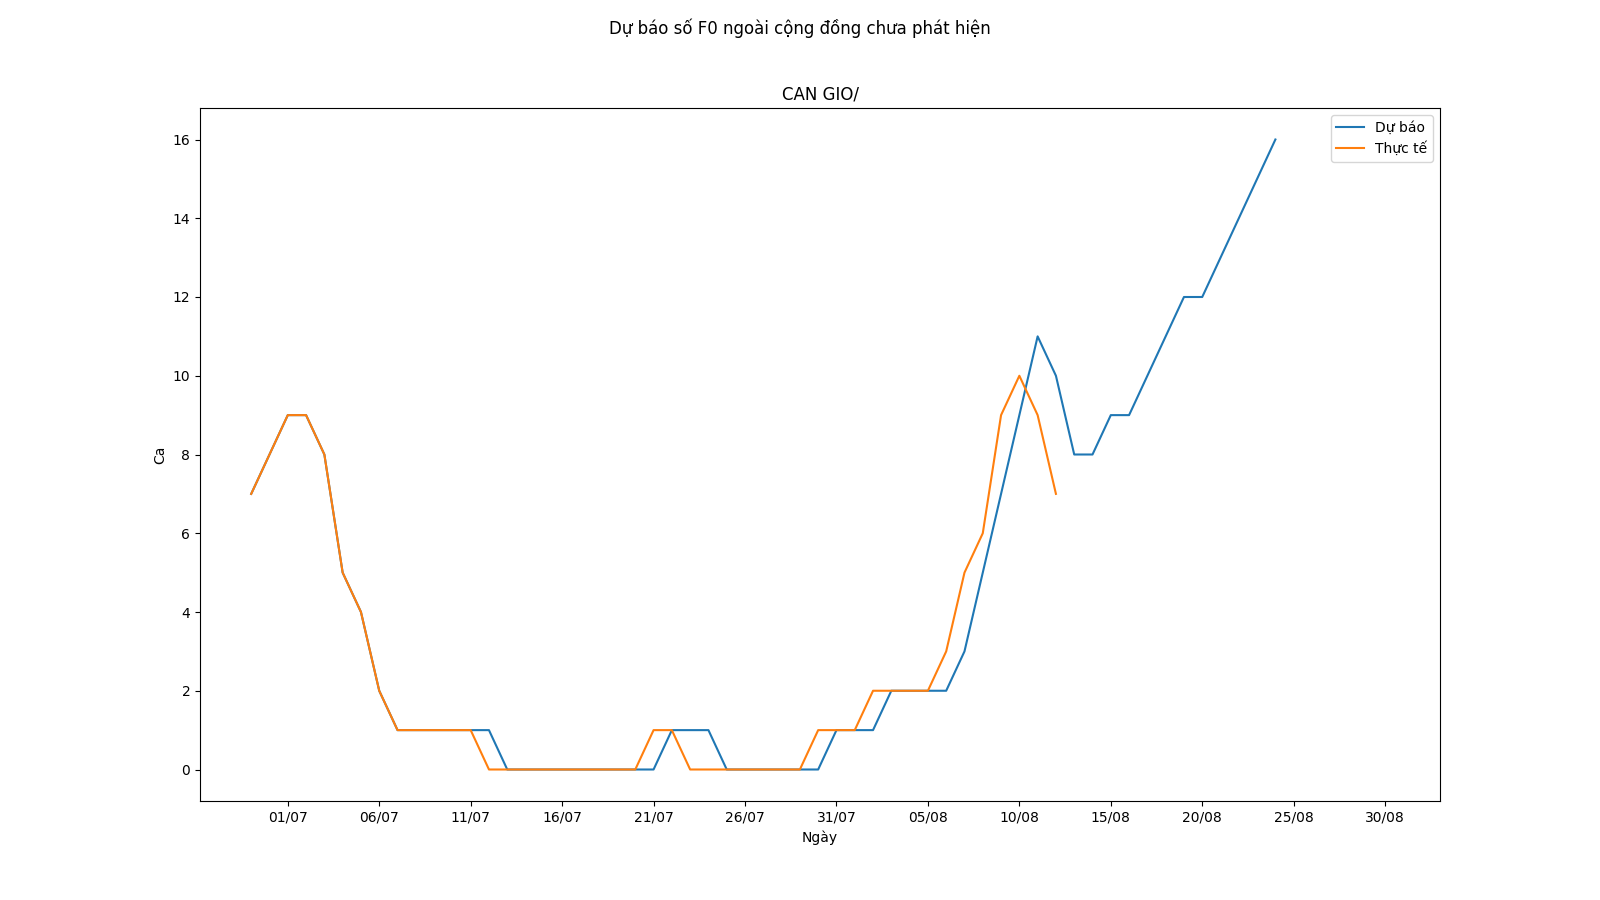 Dự báo số F0 ngoài cộng đồng chưa phát hiện
CAN GIO/
Dự báo
Thực tế
16
14
12
10
8
6
4
2
0
Ca
01/07 06/07 11/07 16/07 21/07 26/07 31/07 05/08 10/08 15/08 20/08 25/08 30/08
Ngày